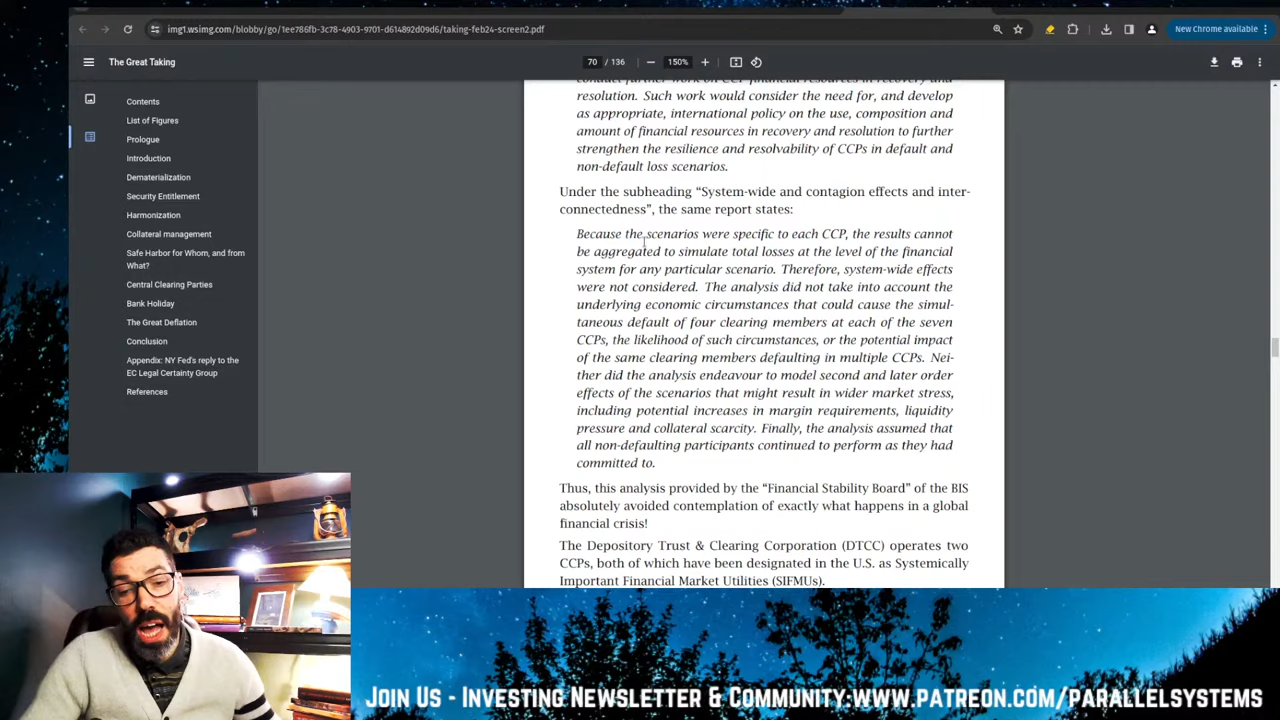 img1.wsimg.com/blobby/go/1ee786fb-3c78-4903-9701-d614892d09d6/taking-feb24-screen2.pdf
New Chrome available
The Great Taking
70 / 136
150%
Contents
List of Figures
Prologue
Introduction
Dematerialization
Security Entitlement
Harmonization
Collateral management
Safe Harbor for Whom, and from
What?
Central Clearing Parties
Bank Holiday
The Great Deflation
Conclusion
Appendix: NY Fed's reply to the
EC Legal Certainty Group
References
conduct further work on CCP financial resources in recovery and
resolution. Such work would consider the need for, and develop
as appropriate, international policy on the use, composition and
amount of financial resources in recovery and resolution to further
strengthen the resilience and resolvability of CCPs in default and
non-default loss scenarios.
Under the subheading “System-wide and contagion effects and inter-
connectedness”, the same report states:
Because the scenarios were specific to each CCP, the results cannot
be aggregated to simulate total losses at the level of the financial
system for any particular scenario. Therefore, system-wide effects
were not considered. The analysis did not take into account the
underlying economic circumstances that could cause the simul-
taneous default of four clearing members at each of the seven
CCPs, the likelihood of such circumstances, or the potential impact
of the same clearing members defaulting in multiple CCPs. Nei-
ther did the analysis endeavour to model second and later order
effects of the scenarios that might result in wider market stress,
including potential increases in margin requirements, liquidity
pressure and collateral scarcity. Finally, the analysis assumed that
all non-defaulting participants continued to perform as they had
committed to.
Thus, this analysis provided by the “Financial Stability Board” of the BIS
absolutely avoided contemplation of exactly what happens in a global
financial crisis!
The Depository Trust & Clearing Corporation (DTCC) operates two
CCPs, both of which have been designated in the U.S. as Systemically
Important Financial Market Utilities (SIFMUs).
Join Us - Investing Newsletter & Community:www.patreon.com/parallelsystems